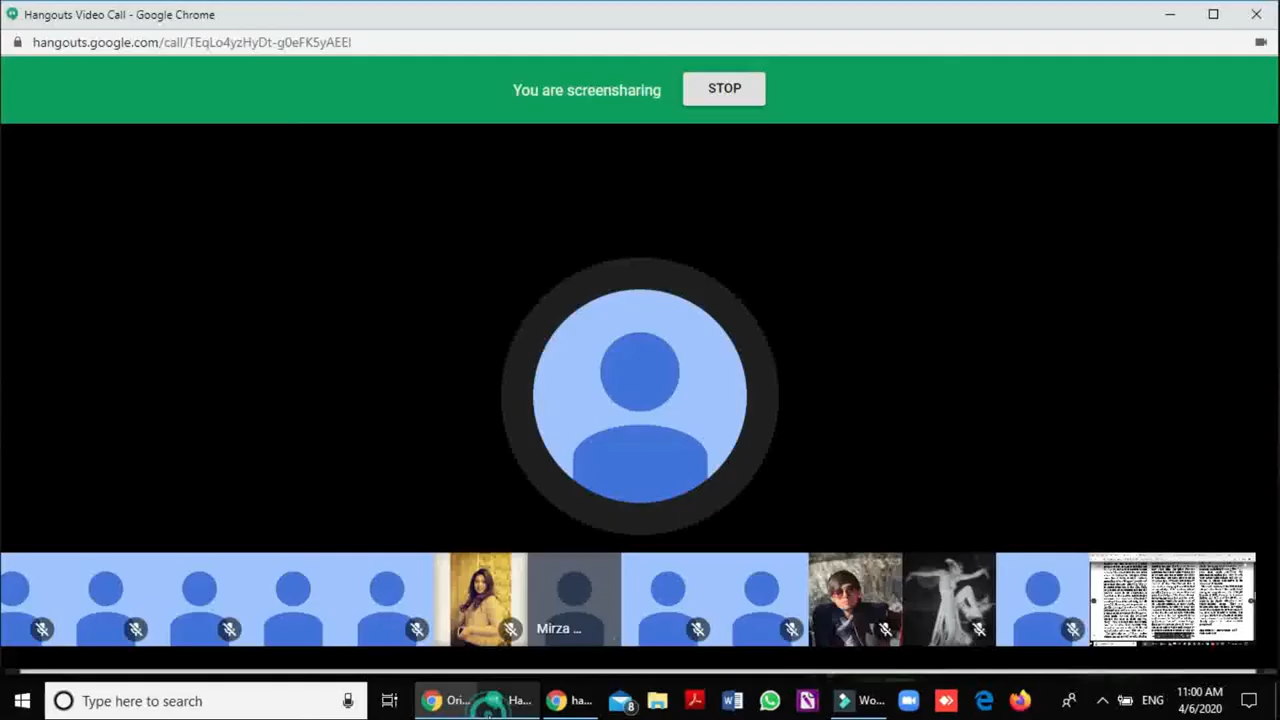 Hangouts Video Call - Google Chrome
hangouts.google.com/call/TEqLo4yzHyDt-g0eFK5yAEEI
You are screensharing
STOP
Mirza ...
Type here to search
Ori...
Ha...
ha...
8
Wo...
ENG
11:00 AM
4/6/2020